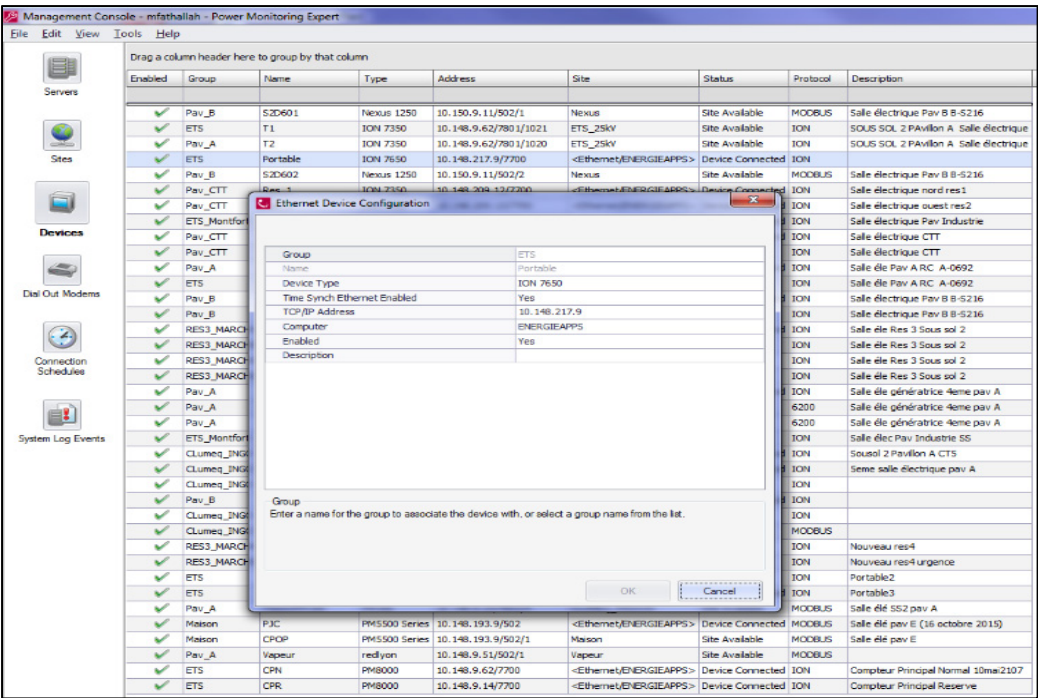 Management Console - mfathallah - Power Monitoring Expert
File Edit View Tools Help
Drag a column header here to group by that column
Enabled Group Name Type Address Site Status Protocol Description
Servers
Sites
Devices
Dial Out Modems
Connection
Schedules
System Log Events
Pav_B S2D601 Nexus 1250 10.150.9.11/502/1 Nexus Site Available MODBUS Salle électrique Pav B B-S216
ETS T1 ION 7350 10.148.9.62/7801/1021 ETS_25kV Site Available ION SOUS SOL 2 PAvillon A Salle électrique
Pav_A T2 ION 7350 10.148.9.62/7801/1020 ETS_25kV Site Available ION SOUS SOL 2 PAvillon A Salle électrique
ETS Portable ION 7650 10.148.217.9/7700 <Ethernet/ENERGIEAPPS> Device Connected ION
Pav_B S2D602 Nexus 1250 10.150.9.11/502/2 Nexus Site Available MODBUS Salle électrique Pav B B-S216
Pav_CTT Res_1 ION 7350 10.148.209.12/7700 <Ethernet/ENERGIEAPPS> Device Connected ION Salle électrique nord res1
Pav_CTT ION Salle électrique ouest res2
ETS_Montfort ION Salle électrique Pav Industrie
Pav_CTT ION Salle électrique CTT
Pav_CTT ION Salle électrique CTT
Pav_A ION Salle éle Pav A RC A-0692
ETS ION Salle éle Pav A RC A-0692
Pav_B ION Salle électrique Pav B B-S216
Pav_B ION Salle électrique Pav B B-S216
RES3_MARCH ION Salle éle Res 3 Sous sol 2
RES3_MARCH ION Salle éle Res 3 Sous sol 2
RES3_MARCH ION Salle éle Res 3 Sous sol 2
RES3_MARCH ION Salle éle Res 3 Sous sol 2
Pav_A ION Salle éle génératrice 4eme pav A
Pav_A 6200 Salle éle génératrice 4eme pav A
Pav_A 6200 Salle éle génératrice 4eme pav A
ETS_Montfort ION Salle élec Pav Industrie SS
CLumeq_ING ION Sousol 2 Pavillon A CTS
CLumeq_ING ION 5eme salle électrique pav A
CLumeq_ING ION
Pav_B ION
CLumeq_ING ION
CLumeq_ING MODBUS
RES3_MARCH ION Nouveau res4
RES3_MARCH ION Nouveau res4 urgence
ETS ION Portable2
ETS ION Portable3
Pav_A MODBUS Salle élé SS2 pav A
Maison PJC PM5500 Series 10.148.193.9/502 <Ethernet/ENERGIEAPPS> Device Connected MODBUS Salle élé pav E (16 octobre 2015)
Maison CPOP PM5500 Series 10.148.193.9/502/1 Maison Site Available MODBUS Salle élé pav E
Pav_A Vapeur redlyon 10.148.9.51/502/1 Vapeur Site Available MODBUS
ETS CPN PM8000 10.148.9.62/7700 <Ethernet/ENERGIEAPPS> Device Connected ION Compteur Principal Normal 10mai2107
ETS CPR PM8000 10.148.9.14/7700 <Ethernet/ENERGIEAPPS> Device Connected ION Compteur Principal Reserve
Ethernet Device Configuration
Group ETS
Name Portable
Device Type ION 7650
Time Synch Ethernet Enabled Yes
TCP/IP Address 10.148.217.9
Computer ENERGIEAPPS
Enabled Yes
Description
Group
Enter a name for the group to associate the device with, or select a group name from the list.
OK Cancel